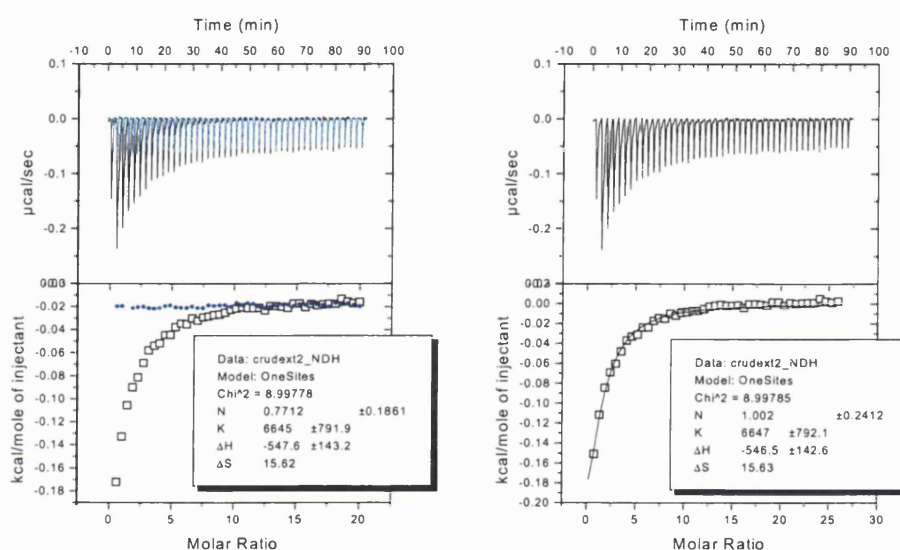 Time (min)
-10 0 10 20 30 40 50 60 70 80 90 100
0.1
0.0
-0.1
-0.2
µcal/sec
-0.02
-0.04
-0.06
-0.08
-0.10
-0.12
-0.14
-0.16
-0.18
kcal/mole of injectant
Data: crudext2_NDH
Model: OneSites
Chi^2 = 8.99778
N 0.7712 ±0.1861
K 6645 ±791.9
ΔH -547.6 ±143.2
ΔS 15.62
0 5 10 15 20
Molar Ratio
Time (min)
-10 0 10 20 30 40 50 60 70 80 90 100
0.1
0.0
-0.1
-0.2
µcal/sec
0.00
-0.02
-0.04
-0.06
-0.08
-0.10
-0.12
-0.14
-0.16
-0.18
-0.20
kcal/mole of injectant
Data: crudext2_NDH
Model: OneSites
Chi^2 = 8.99785
N 1.002 ±0.2412
K 6647 ±792.1
ΔH -546.5 ±142.6
ΔS 15.63
0 5 10 15 20 25 30
Molar Ratio